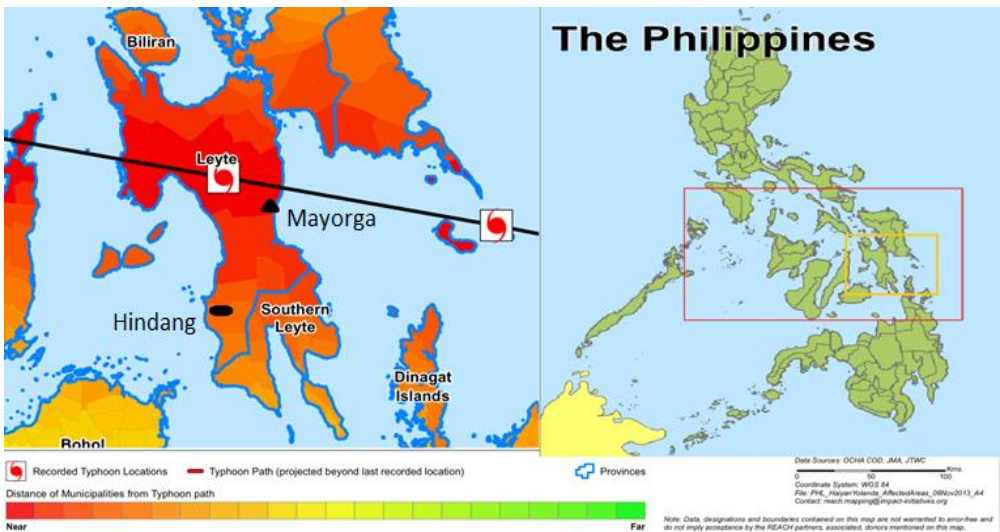 Biliran
The Philippines
Leyte
Mayorga
Hindang
Southern
Leyte
Dinagat
Islands
Bohol
Recorded Typhoon Locations
Typhoon Path (projected beyond last recorded location)
Provinces
Distance of Municipalities from Typhoon path
Near
Far
Data Sources: OCHA COD, JMA, JTWC
Kms
0
50
100
Coordinate System: WGS 84
File: PHL_HaiyanYolanda_AffectedAreas_08Nov2013_A4
Contact: reach.mapping@impact-initiatives.org
Note: Data, designations and boundaries contained on this map are not warranted to error-free and
do not imply acceptance by the REACH partners, associated, donors mentioned on this map.